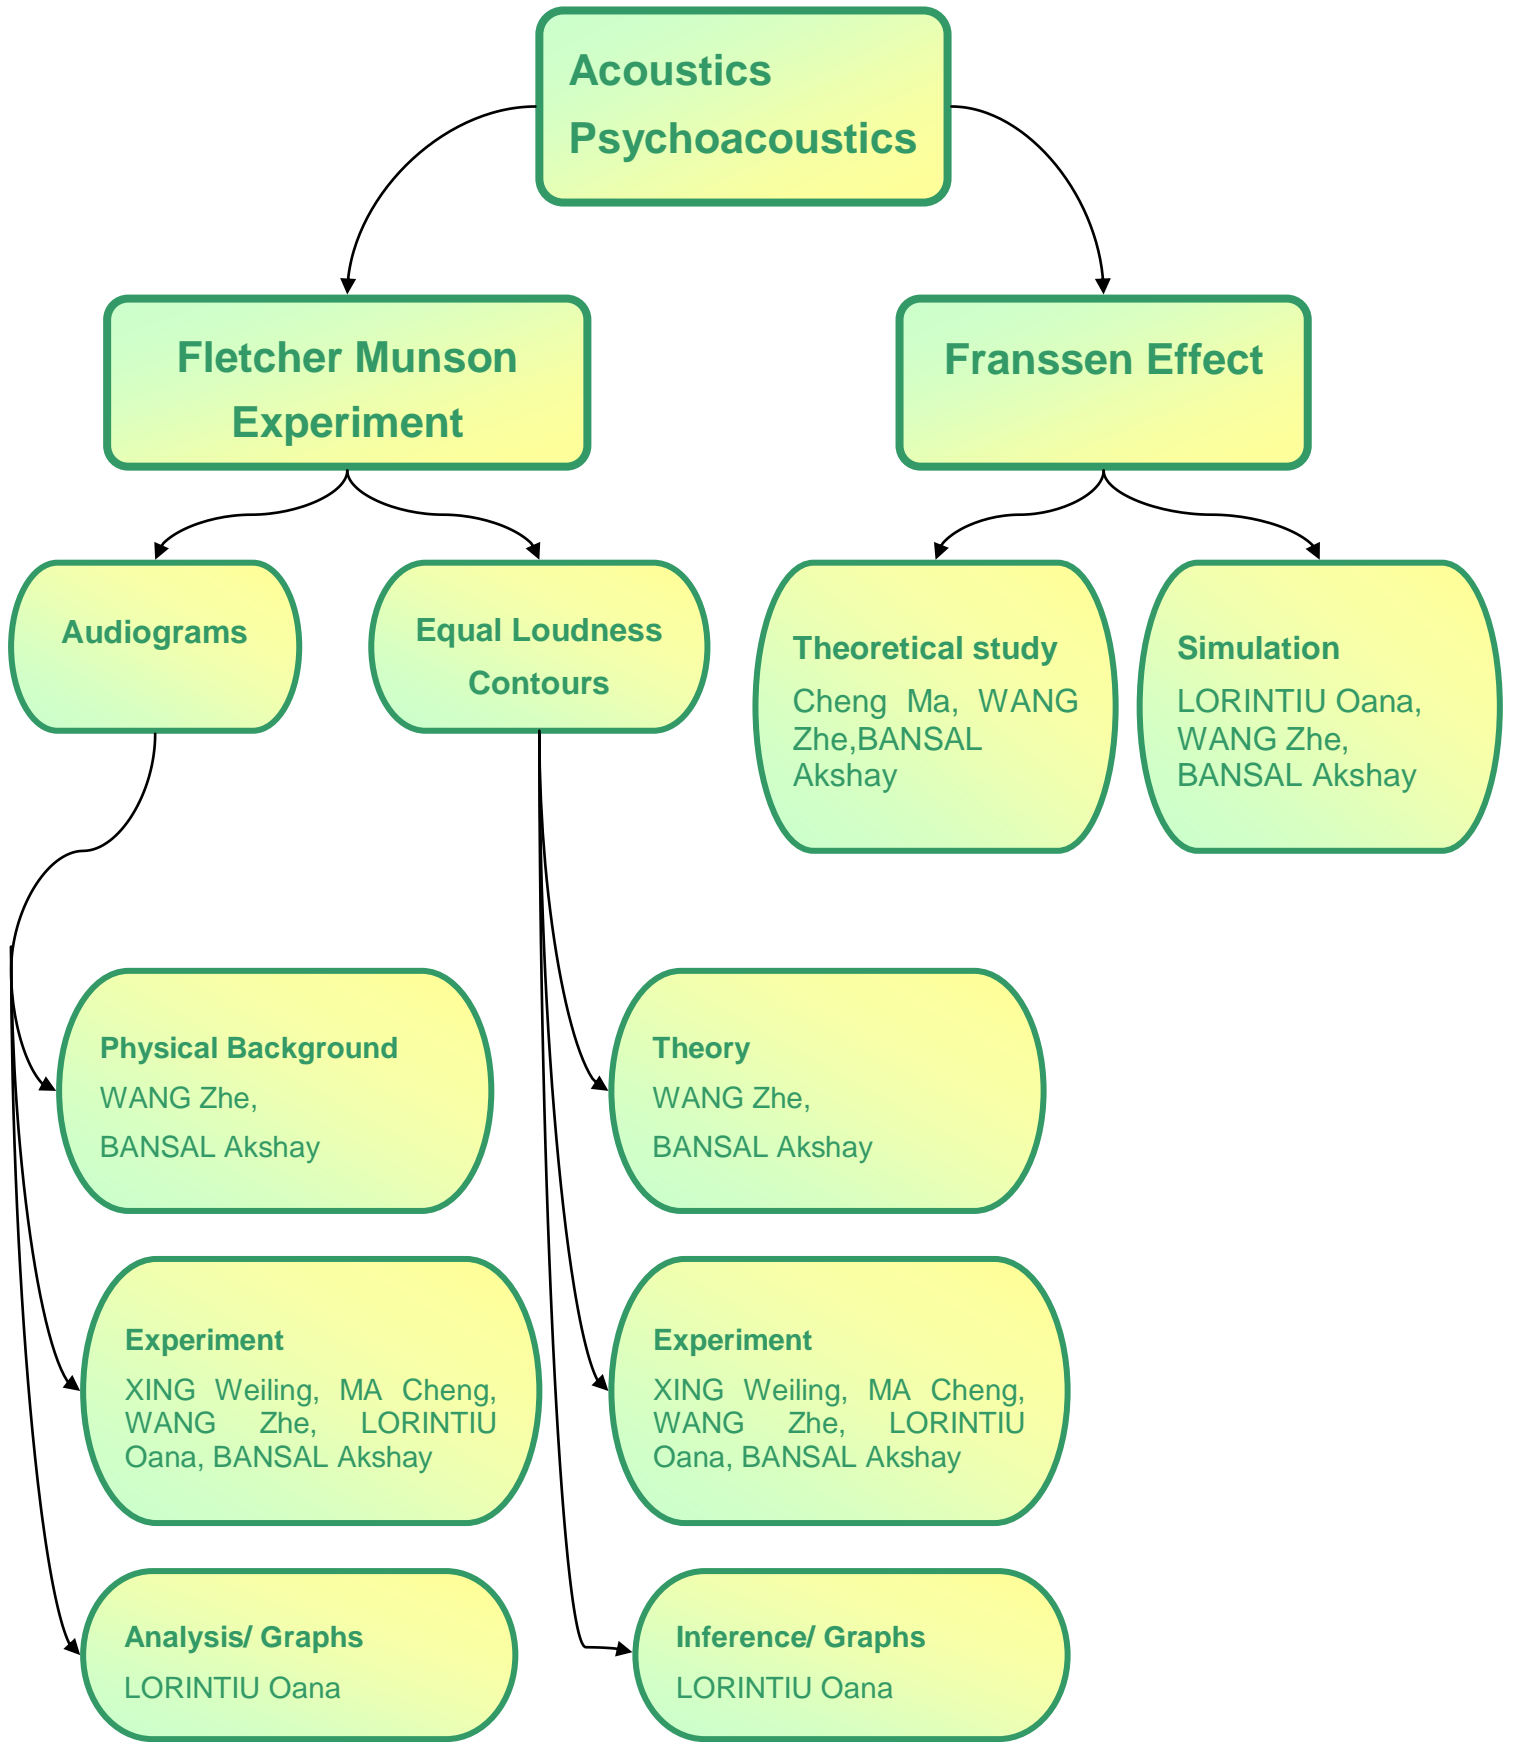 Acoustics
Psychoacoustics
Fletcher Munson
Experiment
Franssen Effect
Audiograms
Equal Loudness
Contours
Theoretical study
Cheng Ma, WANG
Zhe,BANSAL
Akshay
Simulation
LORINTIU Oana,
WANG Zhe,
BANSAL Akshay
Physical Background
WANG Zhe,
BANSAL Akshay
Theory
WANG Zhe,
BANSAL Akshay
Experiment
XING Weiling, MA Cheng,
WANG Zhe, LORINTIU
Oana, BANSAL Akshay
Experiment
XING Weiling, MA Cheng,
WANG Zhe, LORINTIU
Oana, BANSAL Akshay
Analysis/ Graphs
LORINTIU Oana
Inference/ Graphs
LORINTIU Oana